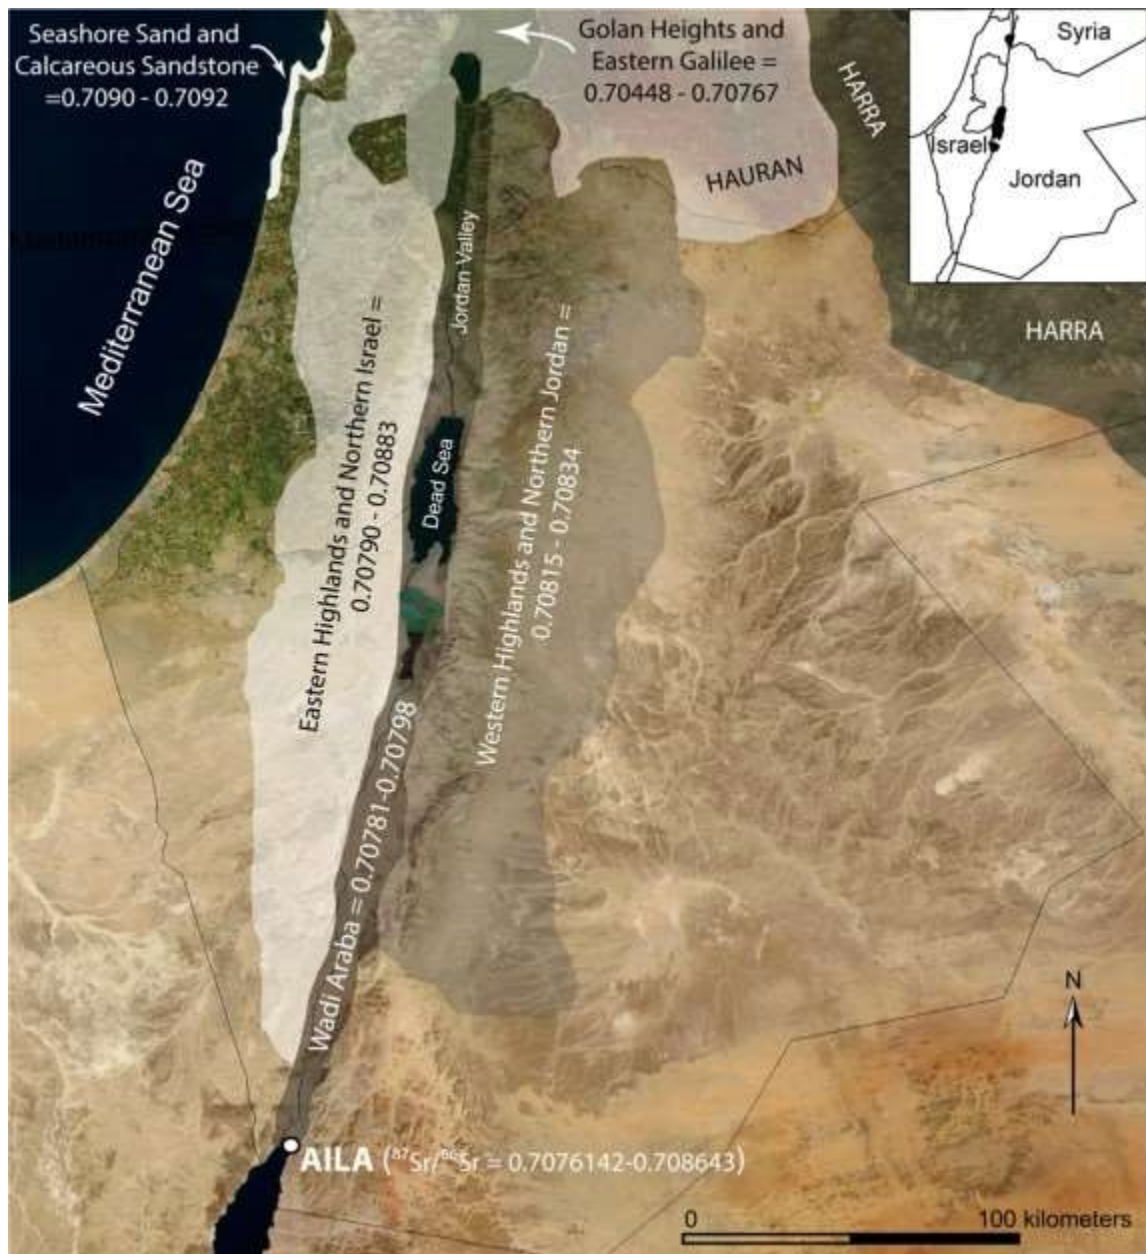 Seashore Sand and
Calcareous Sandstone
=0.7090 - 0.7092
Golan Heights and
Eastern Galilee =
0.70448 - 0.70767
HARRA
Syria
Israel
Jordan
HAURAN
Mediterranean Sea
Jordan Valley
HARRA
Eastern Highlands and Northern Israel =
0.70790 - 0.70883
Dead Sea
Western Highlands and Northern Jordan =
0.70815 - 0.70834
Wadi Araba = 0.70781-0.70798
N
AILA (⁸⁷Sr/⁸⁶Sr = 0.7076142-0.708643)
0 100 kilometers